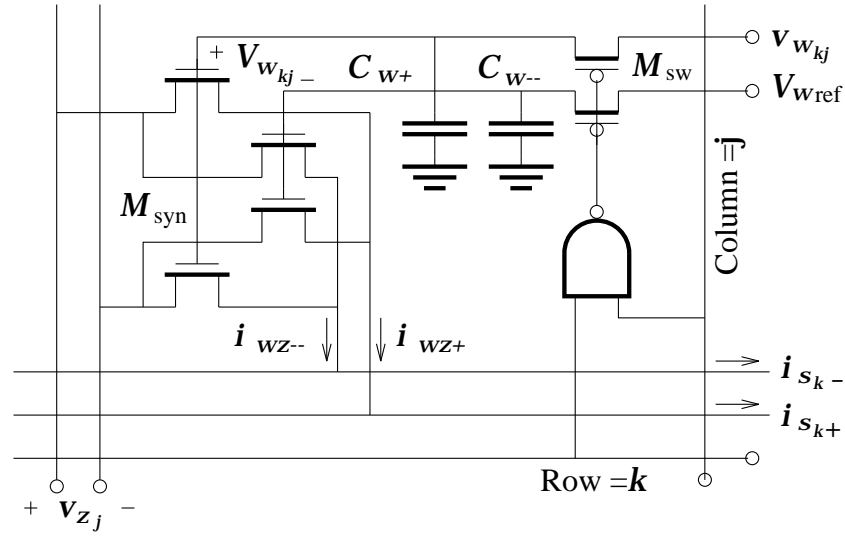 + V_{w_{kj}} −
C_{w+}
C_{w--}
M_{sw}
v_{w_{kj}}
V_{wref}
M_{syn}
Column =j
i_{wz--}
i_{wz+}
i_{s_k −}
i_{s_k+}
Row =k
+ v_{z_j} −